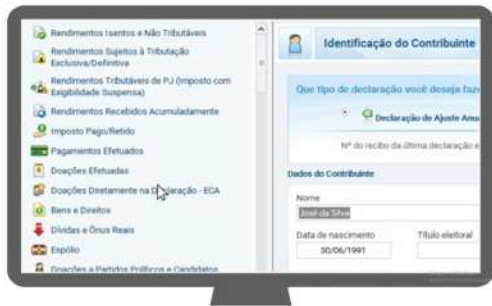 Rendimentos Isentos e Não Tributáveis
Rendimentos Sujeitos à Tributação
Exclusiva/Definitiva
Rendimentos Tributáveis de PJ (Imposto com
Exigibilidade Suspensa)
Rendimentos Recebidos Acumuladamente
Imposto Pago/Retido
Pagamentos Efetuados
Doações Efetuadas
Doações Diretamente na Declaração - ECA
Bens e Direitos
Dívidas e Ônus Reais
Espólio
Doações a Partidos Políticos e Candidatos
Identificação do Contribuinte
Que tipo de declaração você deseja faze
Declaração de Ajuste Anua
Nº do recibo da última declaração e
Dados do Contribuinte
Nome
José da Silva
Data de nascimento Título eleitoral
30/06/1991